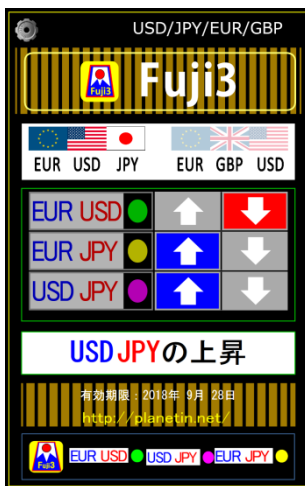 USD/JPY/EUR/GBP
Fuji3 Fuji3
EUR USD JPY EUR GBP USD
EUR USD
EUR JPY
USD JPY
USD JPYの上昇
有効期限:2018年 9月 28日
http://planetin.net/
Fuji3 EUR USD USD JPY EUR JPY